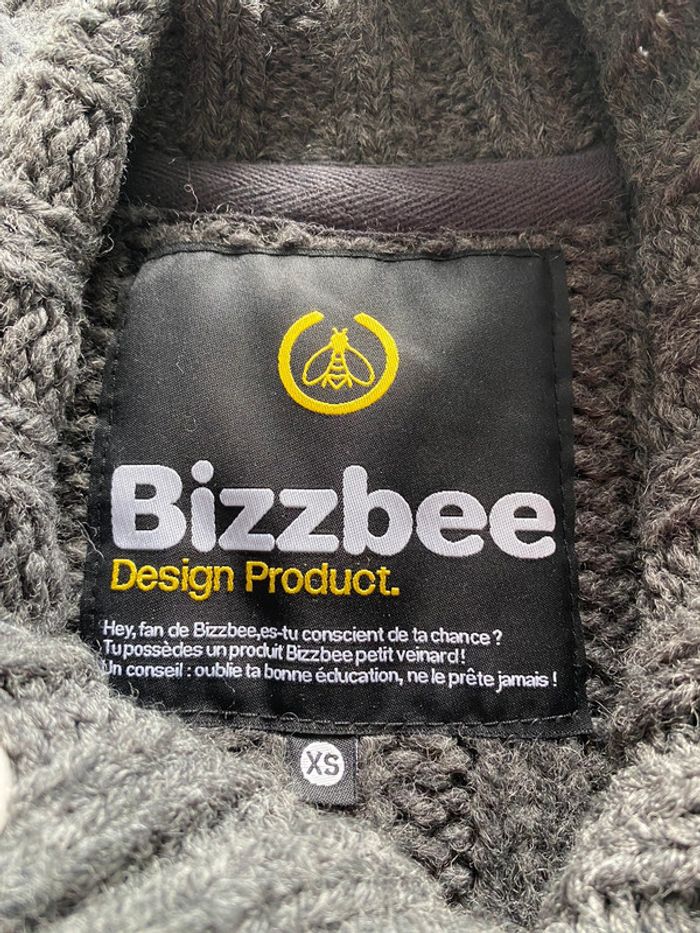 Bizzbee
Design Product.
Hey, fan de Bizzbee,es-tu conscient de ta chance ?
Tu possèdes un produit Bizzbee petit veinard!
Un conseil : oublie ta bonne éducation, ne le prête jamais !
XS